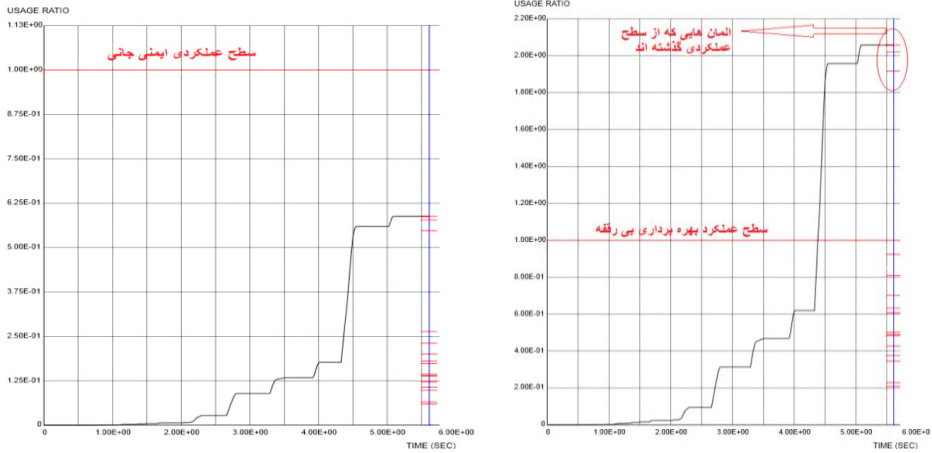 USAGE RATIO
1.13E+00
سطح عملکردی ایمنی جانی
1.00E+00
8.75E-01
7.50E-01
6.25E-01
5.00E-01
3.75E-01
2.50E-01
1.25E-01
0
0
1.00E+00
2.00E+00
3.00E+00
4.00E+00
5.00E+00
6.00E+00
TIME (SEC)
USAGE RATIO
2.20E+00
المان هایی که از سطح
عملکردی گذشته اند
2.00E+00
1.80E+00
1.60E+00
1.40E+00
1.20E+00
سطح عملکرد بهره برداری بی رقفه
1.00E+00
8.00E-01
6.00E-01
4.00E-01
2.00E-01
0
0
1.00E+00
2.00E+00
3.00E+00
4.00E+00
5.00E+00
6.00E+00
TIME (SEC)